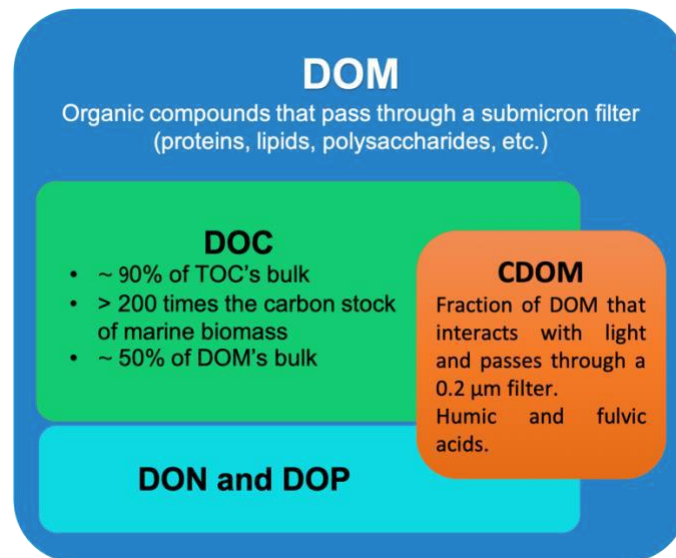 DOM
Organic compounds that pass through a submicron filter
(proteins, lipids, polysaccharides, etc.)
DOC
• ~ 90% of TOC's bulk
• > 200 times the carbon stock
of marine biomass
• ~ 50% of DOM's bulk
CDOM
Fraction of DOM that
interacts with light
and passes through a
0.2 µm filter.
Humic and fulvic
acids.
DON and DOP